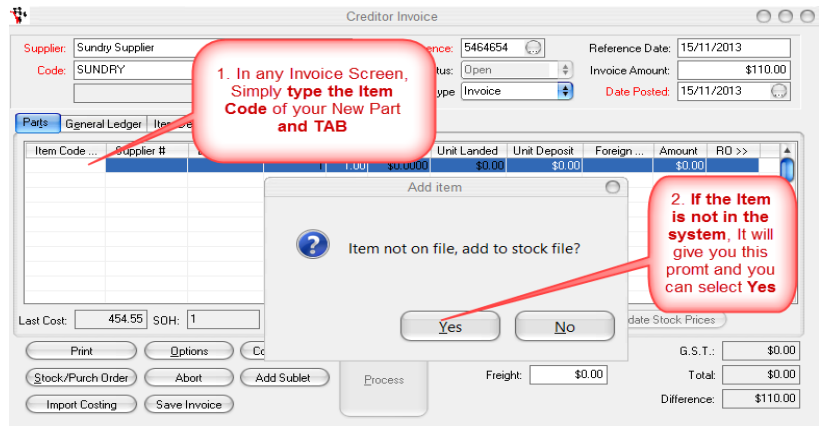 Creditor Invoice
Supplier: Sundry Supplier ence: 5464654 Reference Date: 15/11/2013
Code: SUNDRY tus: Open Invoice Amount: $110.00
ype Invoice Date Posted: 15/11/2013
1. In any Invoice Screen,
Simply type the Item
Code of your New Part
and TAB
Parts General Ledger Item De
Item Code ... Supplier # Unit Landed Unit Deposit Foreign ... Amount RO >>
1 1.00 $0.0000 $0.00 $0.00 $0.00
Add item
Item not on file, add to stock file?
Yes No
2. If the Item
is not in the
system, It will
give you this
promt and you
can select Yes
Last Cost: 454.55 SOH: 1 date Stock Prices
Print Options Co G.S.T.: $0.00
Stock/Purch Order Abort Add Sublet Process Freight: $0.00 Total: $0.00
Import Costing Save Invoice Difference: $110.00